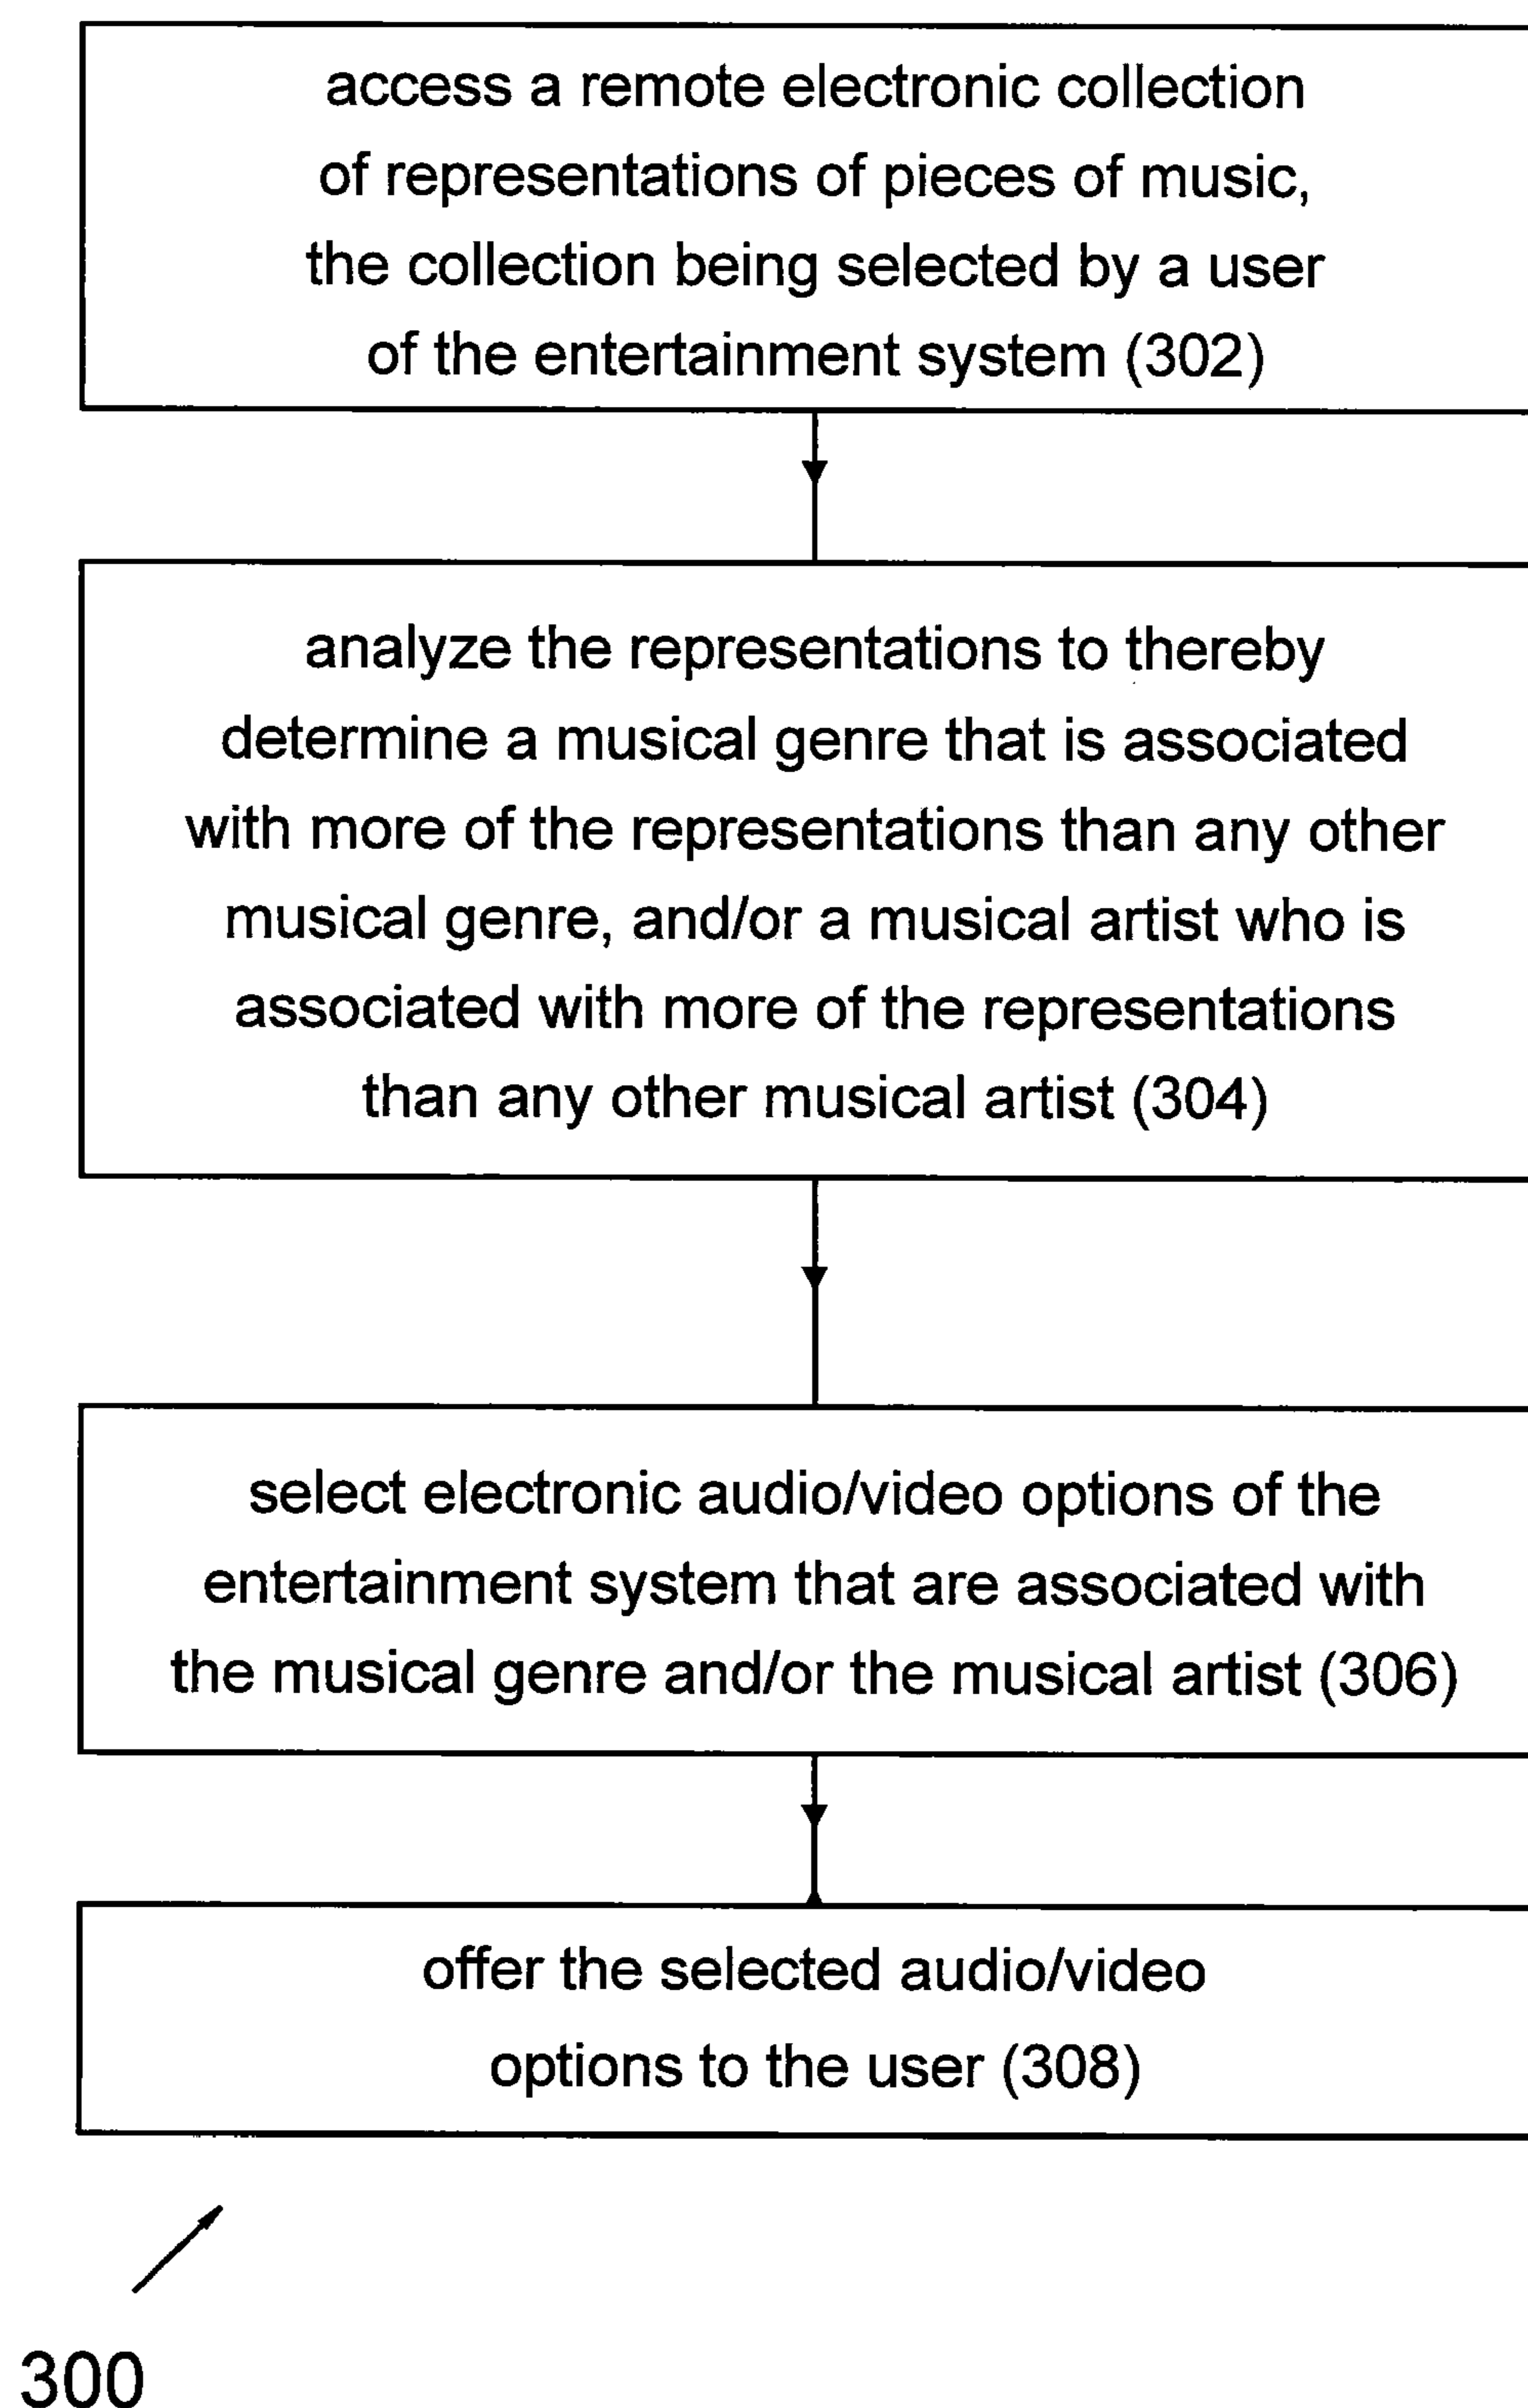 access a remote electronic collection
of representations of pieces of music,
the collection being selected by a user
of the entertainment system (302)
analyze the representations to thereby
determine a musical genre that is associated
with more of the representations than any other
musical genre, and/or a musical artist who is
associated with more of the representations
than any other musical artist (304)
select electronic audio/video options of the
entertainment system that are associated with
the musical genre and/or the musical artist (306)
offer the selected audio/video
options to the user (308)
300